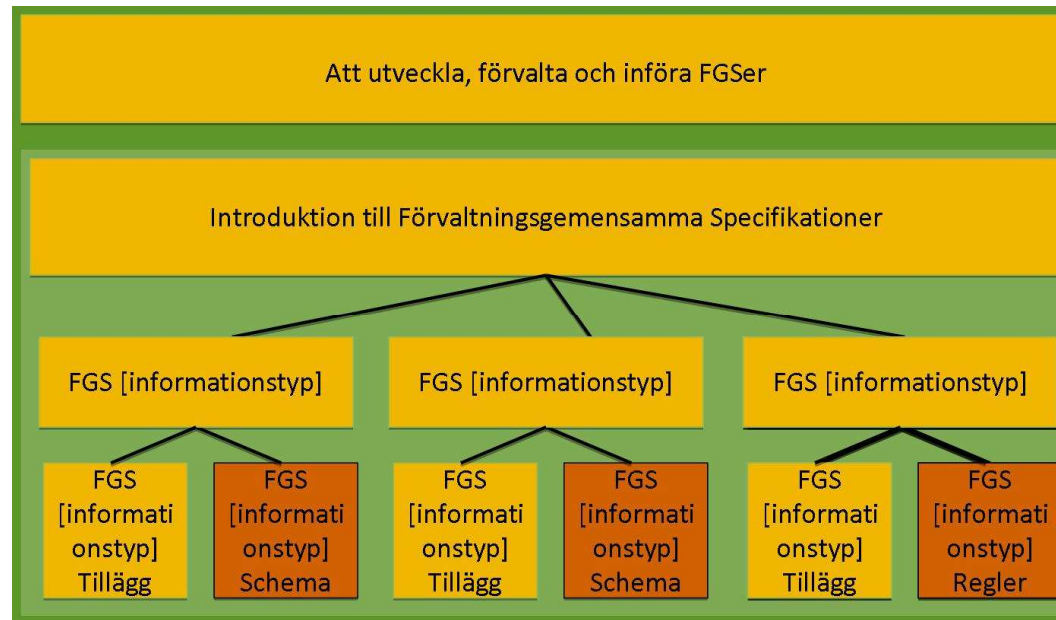 Att utveckla, förvalta och införa FGSer
Introduktion till Förvaltningsgemensamma Specifikationer
FGS [informationstyp]
FGS [informationstyp]
FGS [informationstyp]
FGS
[informati
onstyp]
Tillägg
FGS
[informati
onstyp]
Schema
FGS
[informati
onstyp]
Tillägg
FGS
[informati
onstyp]
Schema
FGS
[informati
onstyp]
Tillägg
FGS
[informati
onstyp]
Regler